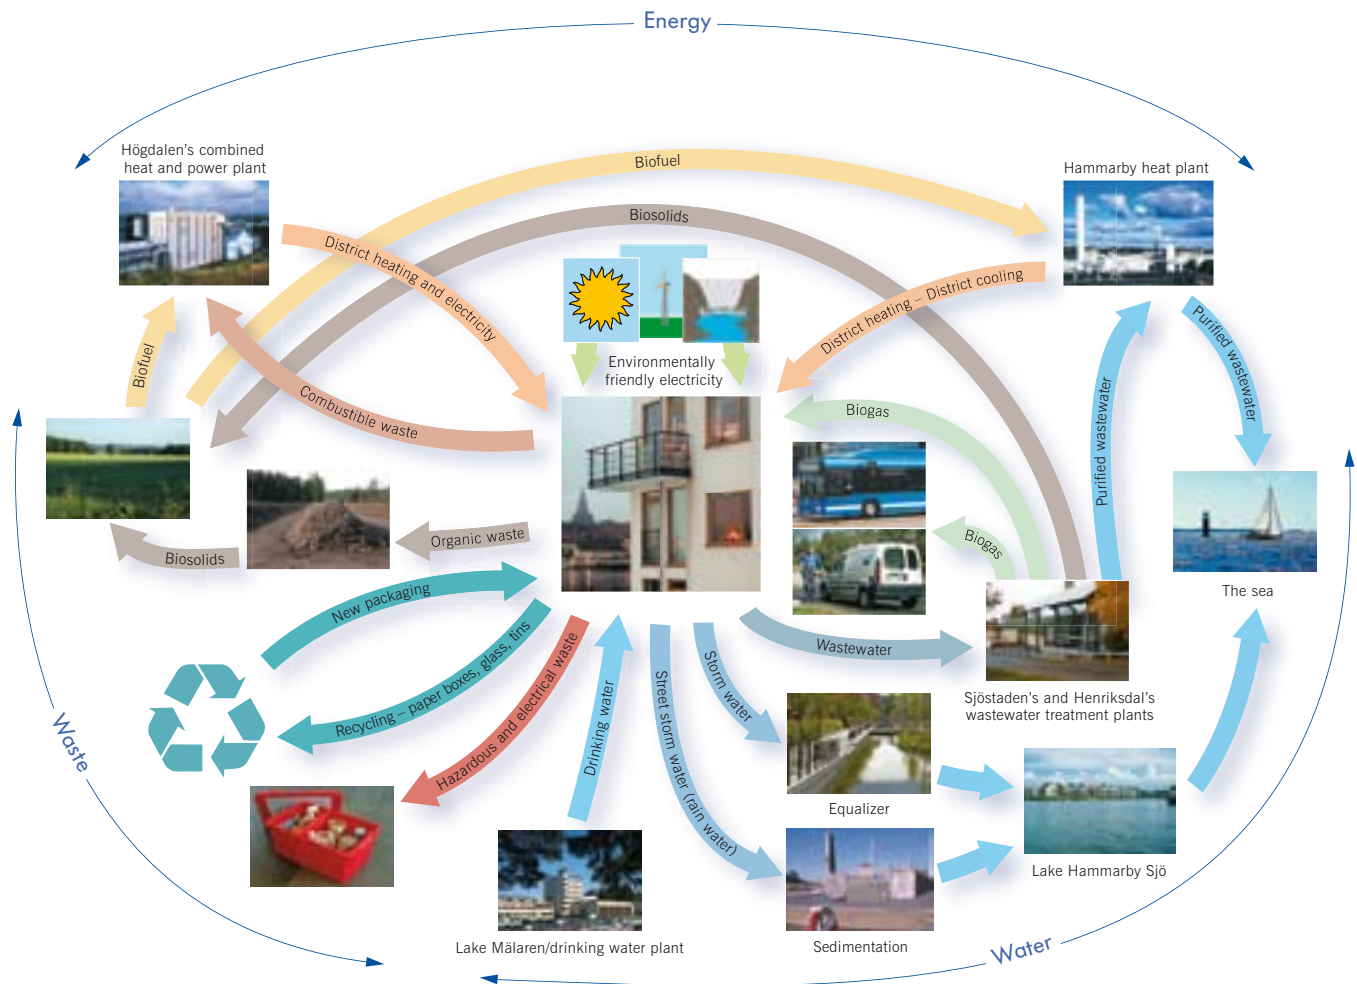 Energy
Högdalen's combined
heat and power plant
Biofuel
Hammarby heat plant
Biosolids
District heating and electricity
District heating – District cooling
Purified wastewater
Environmentally
friendly electricity
Biofuel
Combustible waste
Biogas
Purified wastewater
Organic waste
Biosolids
Biogas
The sea
New packaging
Wastewater
Recycling – paper boxes, glass, tins
Hazardous and electrical waste
Drinking water
Street storm water (rain water)
Storm water
Sjöstaden's and Henriksdal's
wastewater treatment plants
Waste
Equalizer
Lake Hammarby Sjö
Lake Mälaren/drinking water plant
Sedimentation
Water